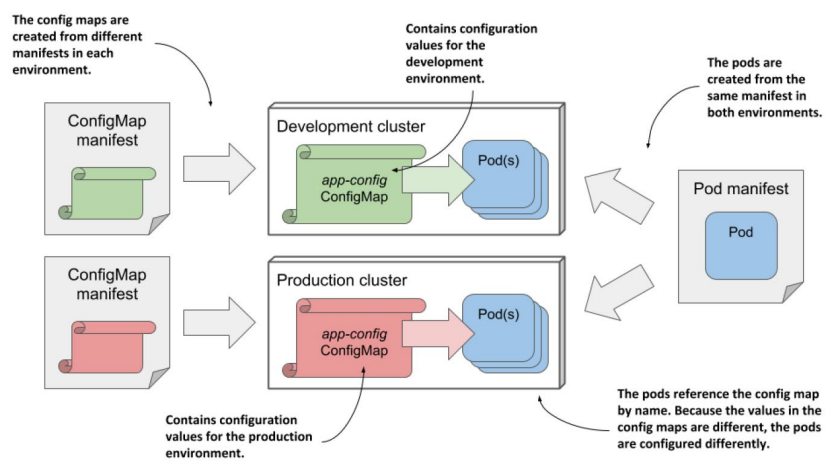 The config maps are
created from different
manifests in each
environment.
Contains configuration
values for the
development
environment.
The pods are
created from the
same manifest in
both environments.
ConfigMap
manifest
Development cluster
app-config
ConfigMap
Pod(s)
Pod manifest
Pod
ConfigMap
manifest
Production cluster
app-config
ConfigMap
Pod(s)
Contains configuration
values for the production
environment.
The pods reference the config map
by name. Because the values in the
config maps are different, the pods
are configured differently.